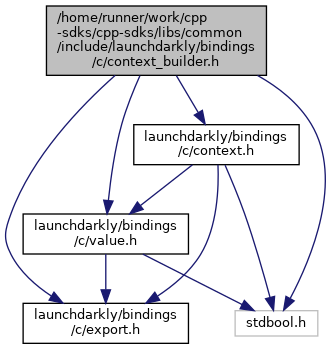 /home/runner/work/cpp
-sdks/cpp-sdks/libs/common
/include/launchdarkly/bindings
/c/context_builder.h
launchdarkly/bindings
/c/context.h
launchdarkly/bindings
/c/value.h
launchdarkly/bindings
/c/export.h
stdbool.h